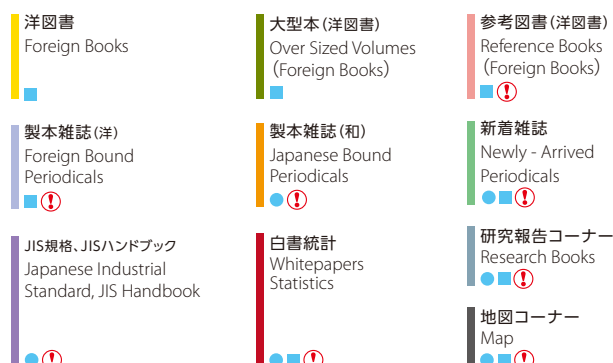 洋図書
Foreign Books
大型本(洋図書)
Over Sized Volumes
(Foreign Books)
参考図書(洋図書)
Reference Books
(Foreign Books)
製本雑誌(洋)
Foreign Bound
Periodicals
製本雑誌(和)
Japanese Bound
Periodicals
新着雑誌
Newly - Arrived
Periodicals
JIS規格、JISハンドブック
Japanese Industrial
Standard, JIS Handbook
白書統計
Whitepapers
Statistics
研究報告コーナー
Research Books
地図コーナー
Map